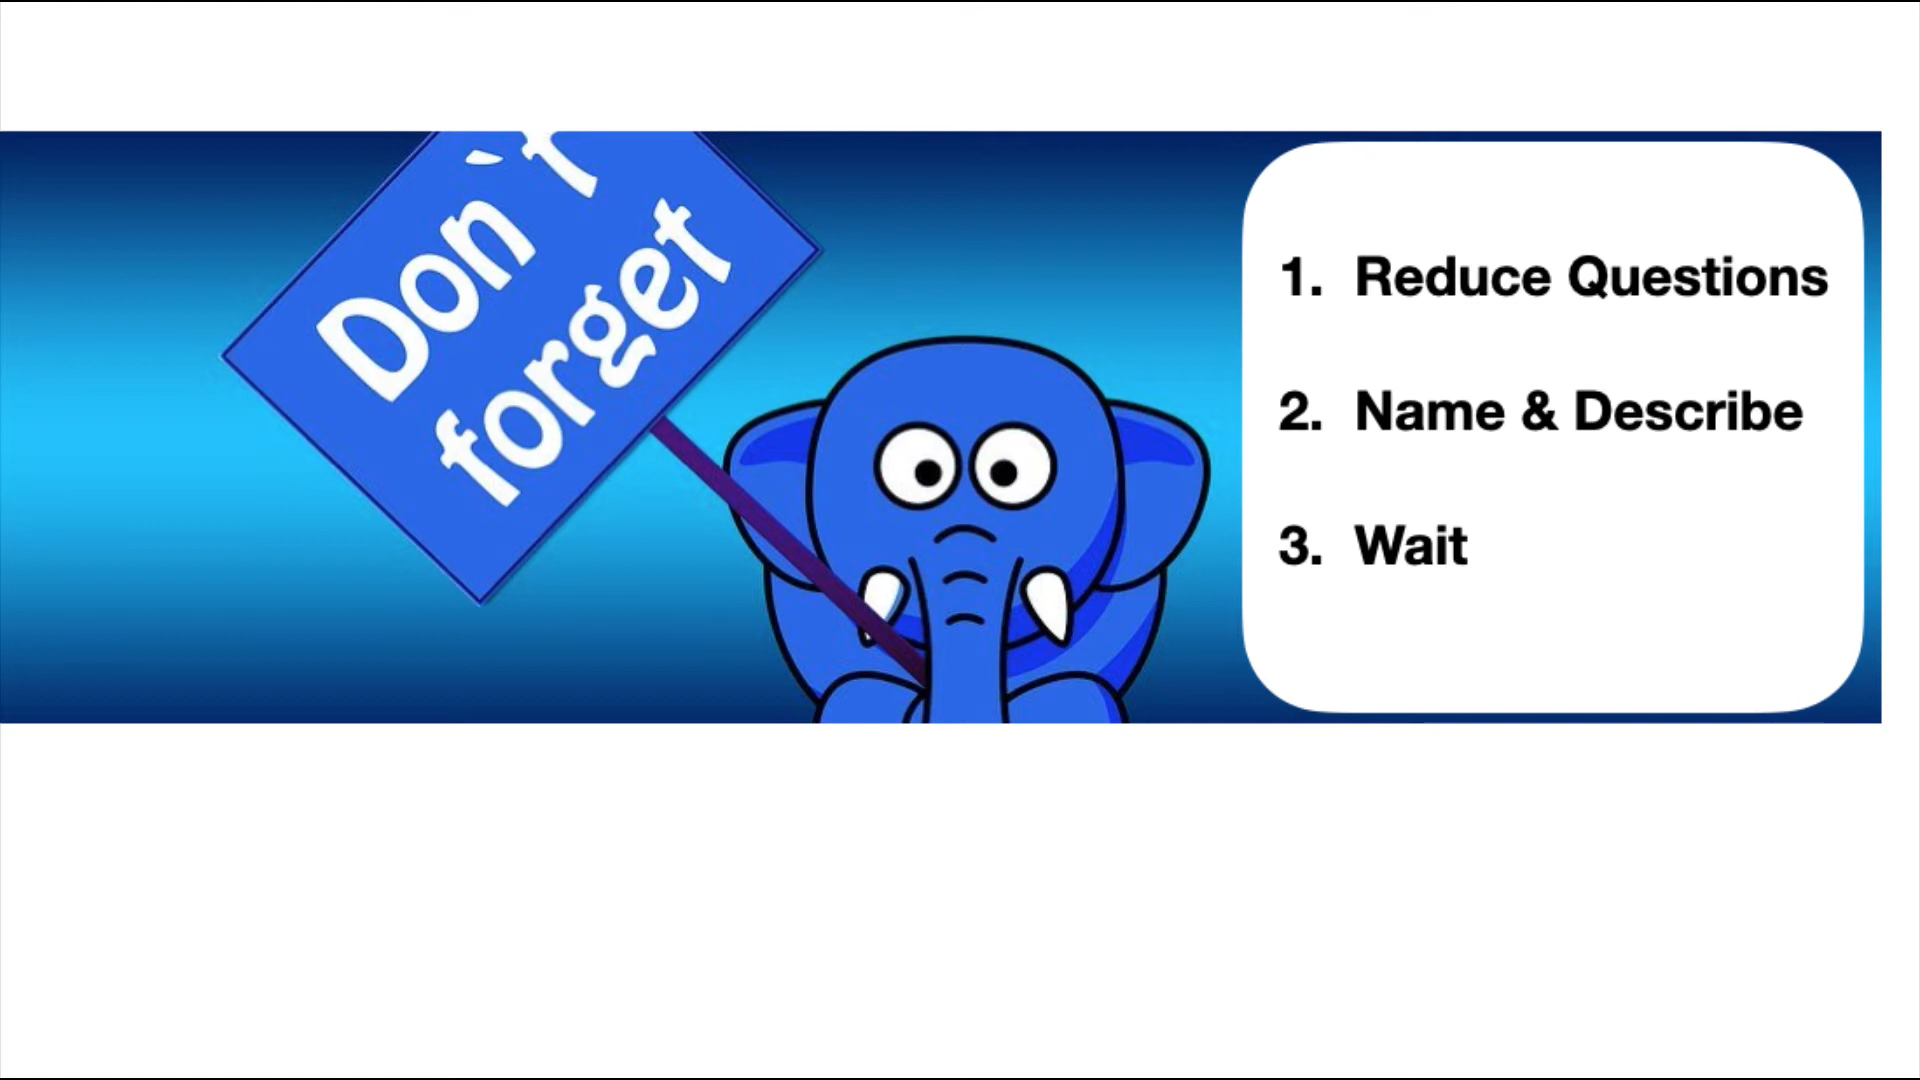 Don`t
forget
1. Reduce Questions
2. Name & Describe
3. Wait